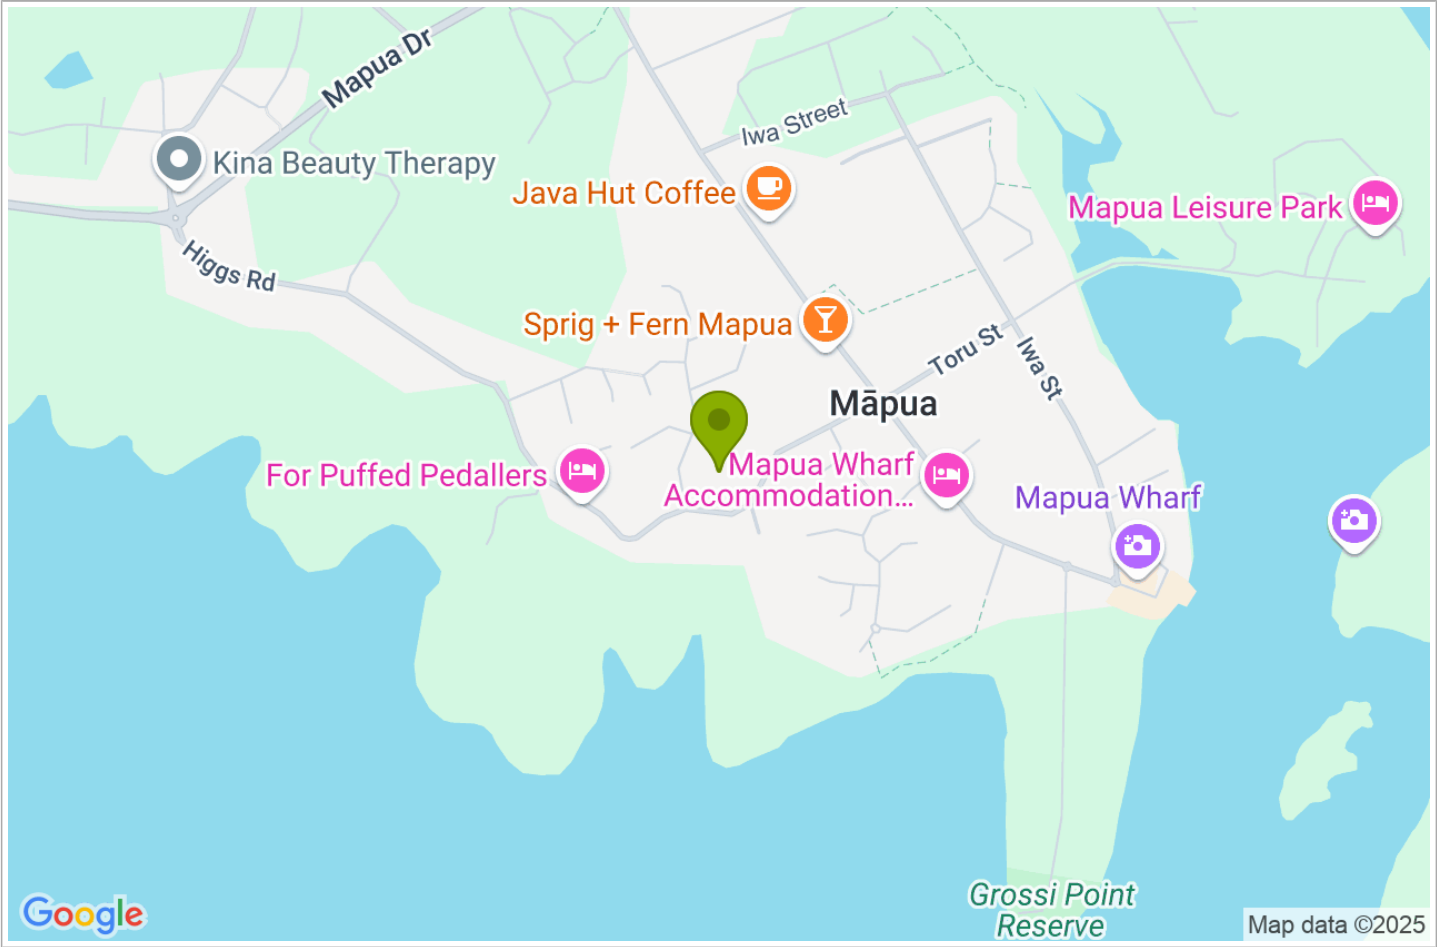 Mapua Dr
Iwa Street
Kina Beauty Therapy
Java Hut Coffee
Mapua Leisure Park
Higgs Rd
Sprig + Fern Mapua
Toru St
Iwa St
Māpua
For Puffed Pedallers
Mapua Wharf
Accommodation...
Mapua Wharf
Grossi Point
Reserve
Google
Map data ©2025